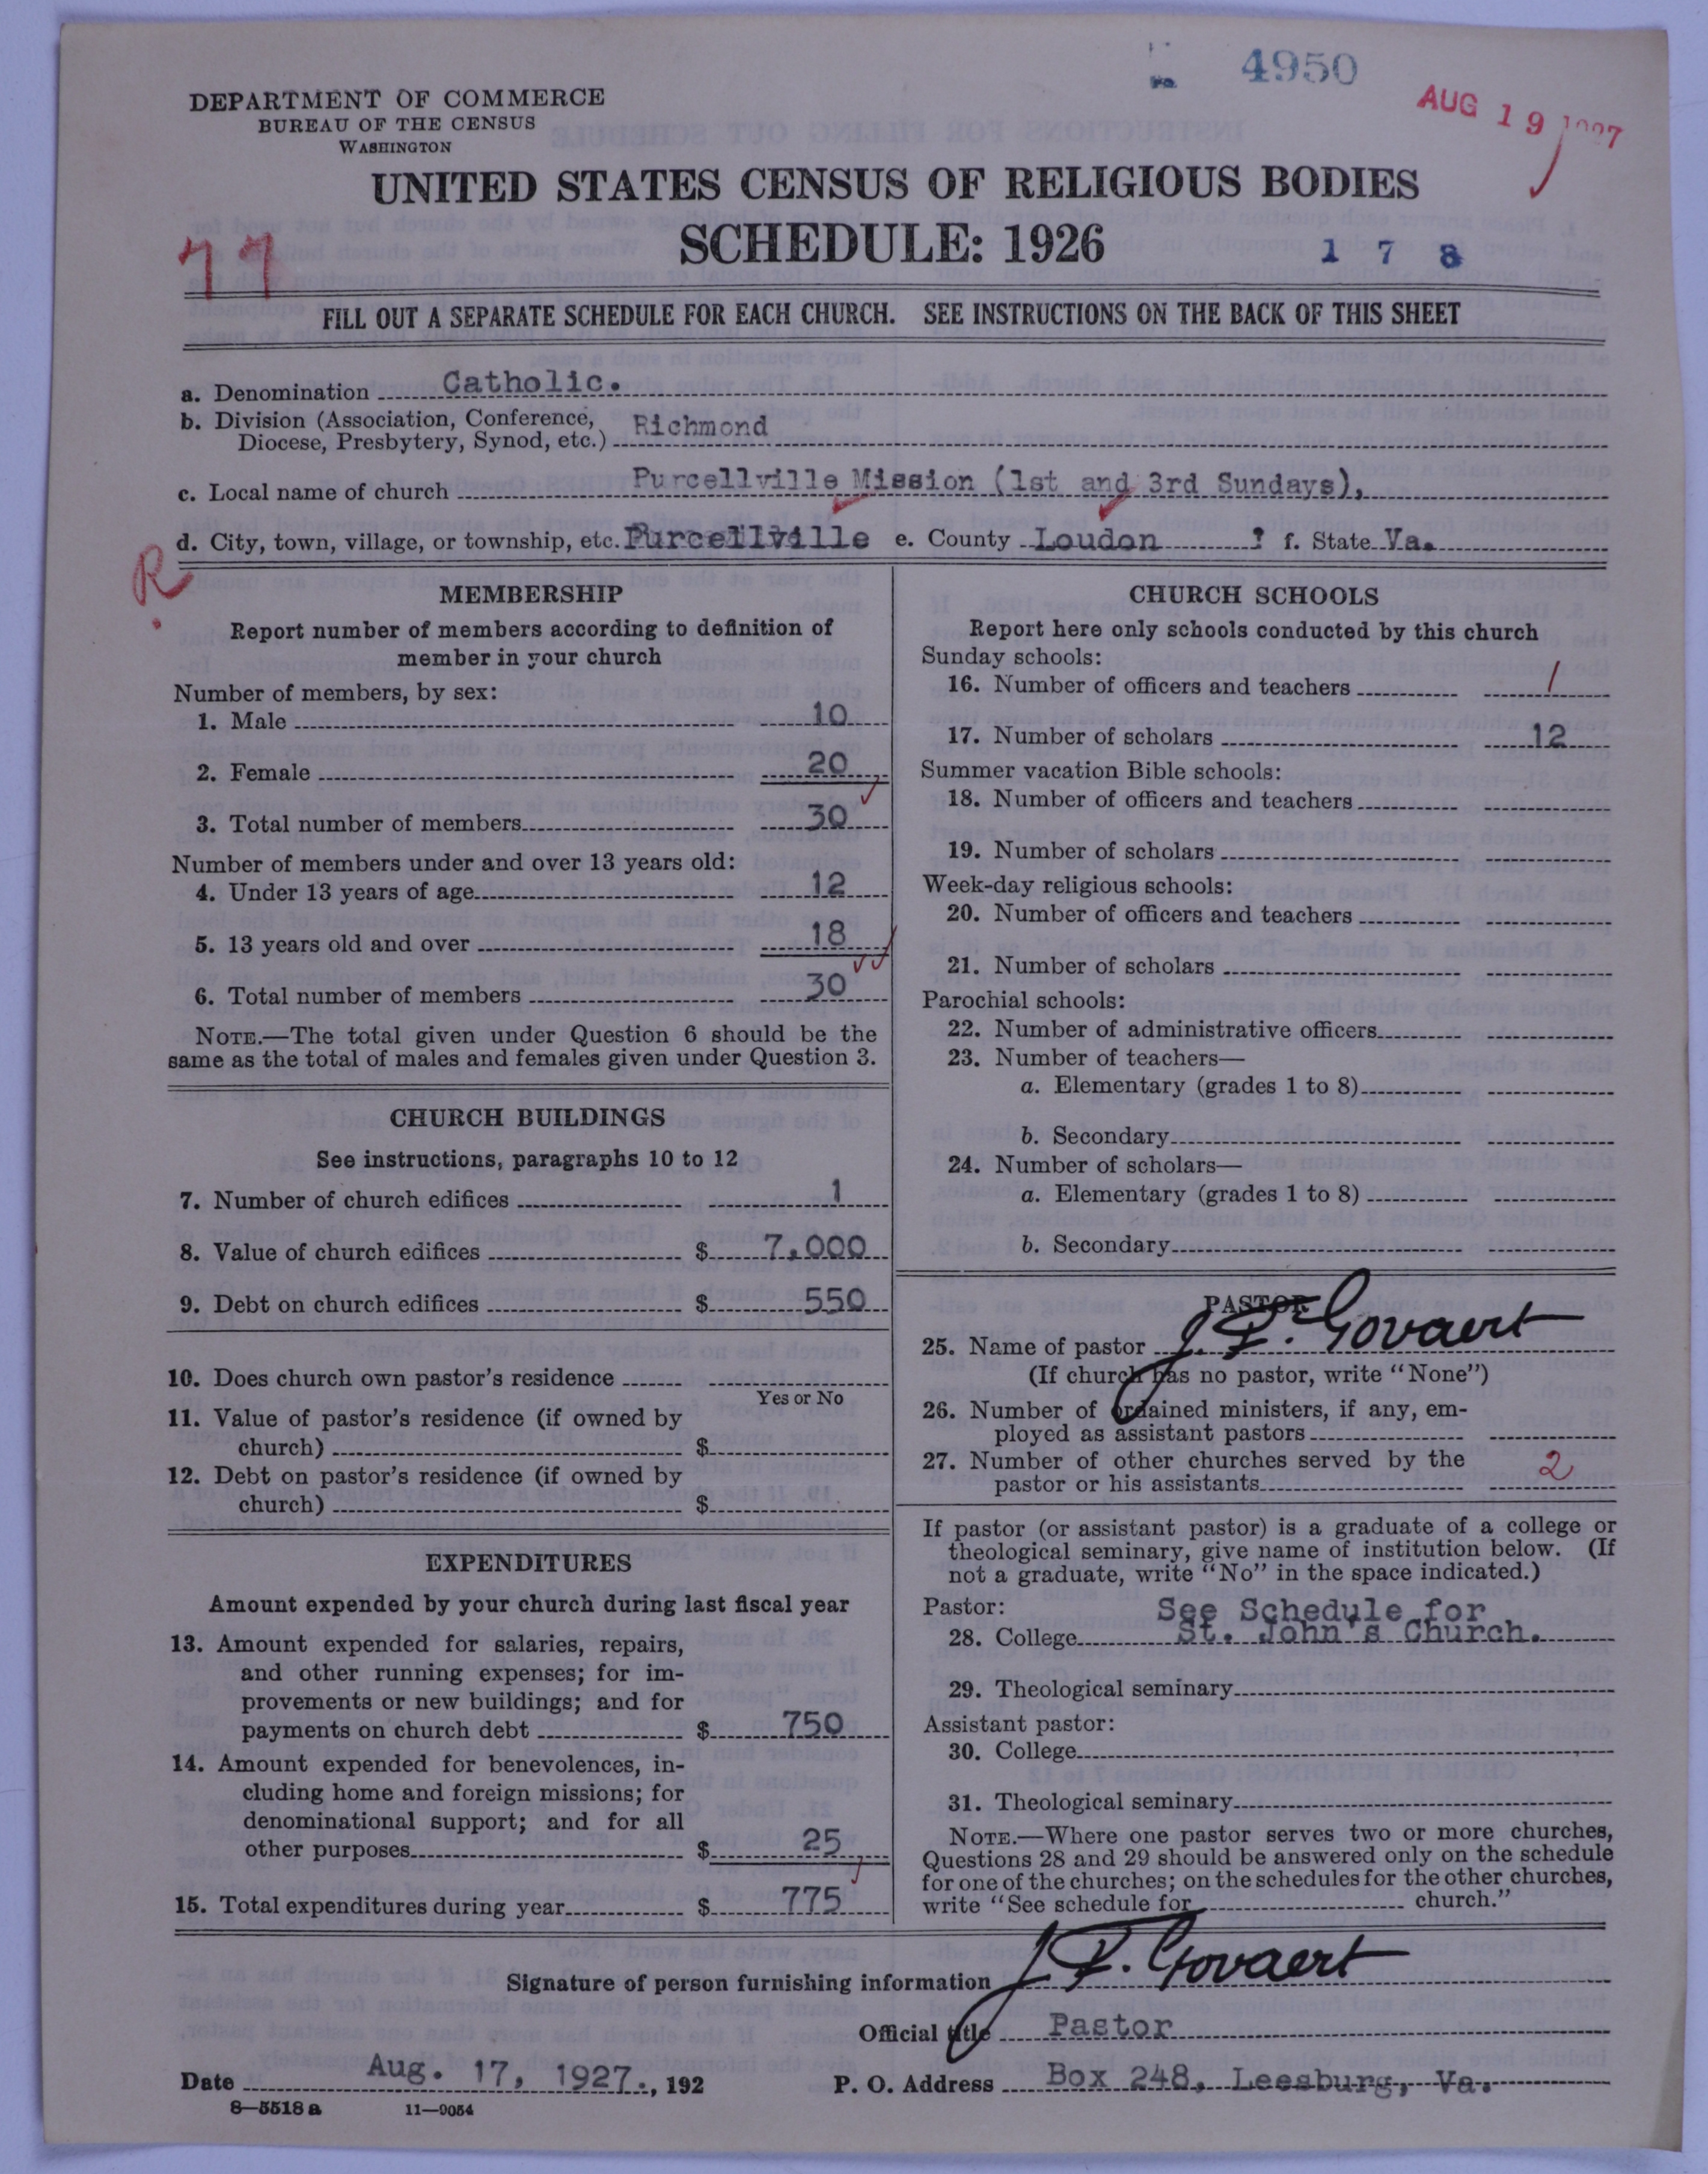 No. 4950
AUG 19 1927
DEPARTMENT OF COMMERCE
BUREAU OF THE CENSUS
WASHINGTON
UNITED STATES CENSUS OF RELIGIOUS BODIES
SCHEDULE: 1926
77
1 7 8
FILL OUT A SEPARATE SCHEDULE FOR EACH CHURCH. SEE INSTRUCTIONS ON THE BACK OF THIS SHEET
a. Denomination Catholic.
b. Division (Association, Conference,
Diocese, Presbytery, Synod, etc.) Richmond
c. Local name of church Purcellville Mission (1st and 3rd Sundays),
d. City, town, village, or township, etc. Purcellville e. County Loudon ? f. State Va.
R.
MEMBERSHIP
Report number of members according to definition of
member in your church
Number of members, by sex:
1. Male 10
2. Female 20
3. Total number of members 30
Number of members under and over 13 years old:
4. Under 13 years of age 12
5. 13 years old and over 18
6. Total number of members 30
NOTE.—The total given under Question 6 should be the
same as the total of males and females given under Question 3.
CHURCH BUILDINGS
See instructions, paragraphs 10 to 12
7. Number of church edifices 1
8. Value of church edifices $ 7,000
9. Debt on church edifices $ 550
10. Does church own pastor's residence
Yes or No
11. Value of pastor's residence (if owned by
church) $
12. Debt on pastor's residence (if owned by
church) $
EXPENDITURES
Amount expended by your church during last fiscal year
13. Amount expended for salaries, repairs,
and other running expenses; for im-
provements or new buildings; and for
payments on church debt $ 750
14. Amount expended for benevolences, in-
cluding home and foreign missions; for
denominational support; and for all
other purposes $ 25
15. Total expenditures during year $ 775
CHURCH SCHOOLS
Report here only schools conducted by this church
Sunday schools:
16. Number of officers and teachers 1
17. Number of scholars 12
Summer vacation Bible schools:
18. Number of officers and teachers
19. Number of scholars
Week-day religious schools:
20. Number of officers and teachers
21. Number of scholars
Parochial schools:
22. Number of administrative officers
23. Number of teachers—
a. Elementary (grades 1 to 8)
b. Secondary
24. Number of scholars—
a. Elementary (grades 1 to 8)
b. Secondary
PASTOR
25. Name of pastor J. F. Govaert
(If church has no pastor, write "None")
26. Number of ordained ministers, if any, em-
ployed as assistant pastors
27. Number of other churches served by the
pastor or his assistants 2
If pastor (or assistant pastor) is a graduate of a college or
theological seminary, give name of institution below. (If
not a graduate, write "No" in the space indicated.)
Pastor: See Schedule for
28. College St. John's Church.
29. Theological seminary
Assistant pastor:
30. College
31. Theological seminary
NOTE.—Where one pastor serves two or more churches,
Questions 28 and 29 should be answered only on the schedule
for one of the churches; on the schedules for the other churches,
write "See schedule for church."
Signature of person furnishing information J. F. Govaert
Official title Pastor
Date Aug. 17, 1927., 192 P. O. Address Box 248, Leesburg, Va.
8—5518 a 11—9054